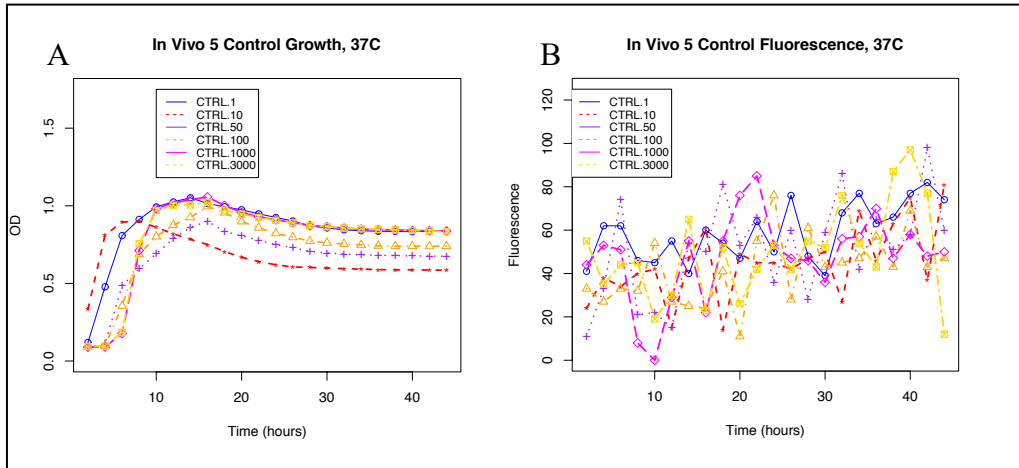 A
In Vivo 5 Control Growth, 37C
CTRL.1
CTRL.10
CTRL.50
CTRL.100
CTRL.1000
CTRL.3000
OD
0.0
0.5
1.0
1.5
10
20
30
40
Time (hours)
B
In Vivo 5 Control Fluorescence, 37C
CTRL.1
CTRL.10
CTRL.50
CTRL.100
CTRL.1000
CTRL.3000
Fluorescence
0
20
40
60
80
100
120
10
20
30
40
Time (hours)